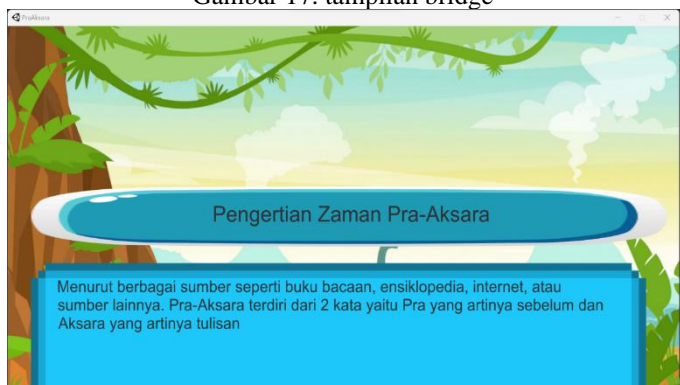 Gambar 17. tampilan bridge
PraAksara
Pengertian Zaman Pra-Aksara
Menurut berbagai sumber seperti buku bacaan, ensiklopedia, internet, atau
sumber lainnya. Pra-Aksara terdiri dari 2 kata yaitu Pra yang artinya sebelum dan
Aksara yang artinya tulisan